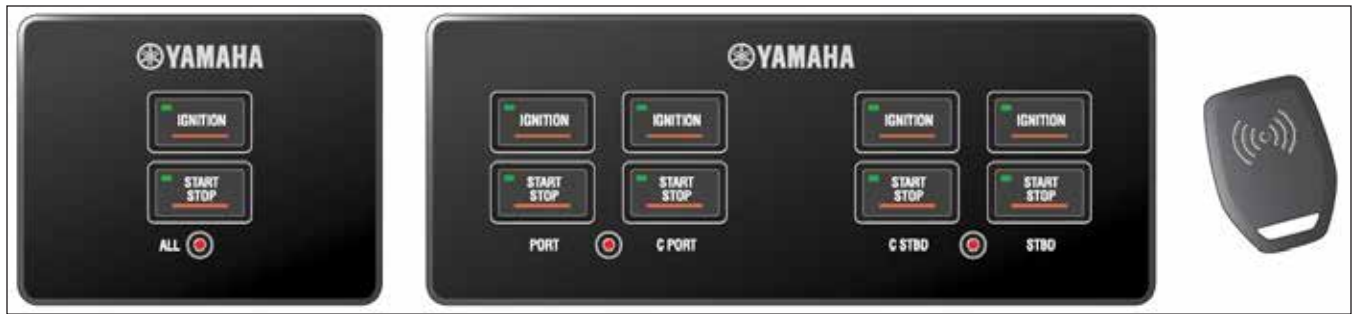 YAMAHA
IGNITION
START
STOP
ALL
YAMAHA
IGNITION IGNITION IGNITION IGNITION
START START START START
STOP STOP STOP STOP
PORT C PORT C STBD STBD